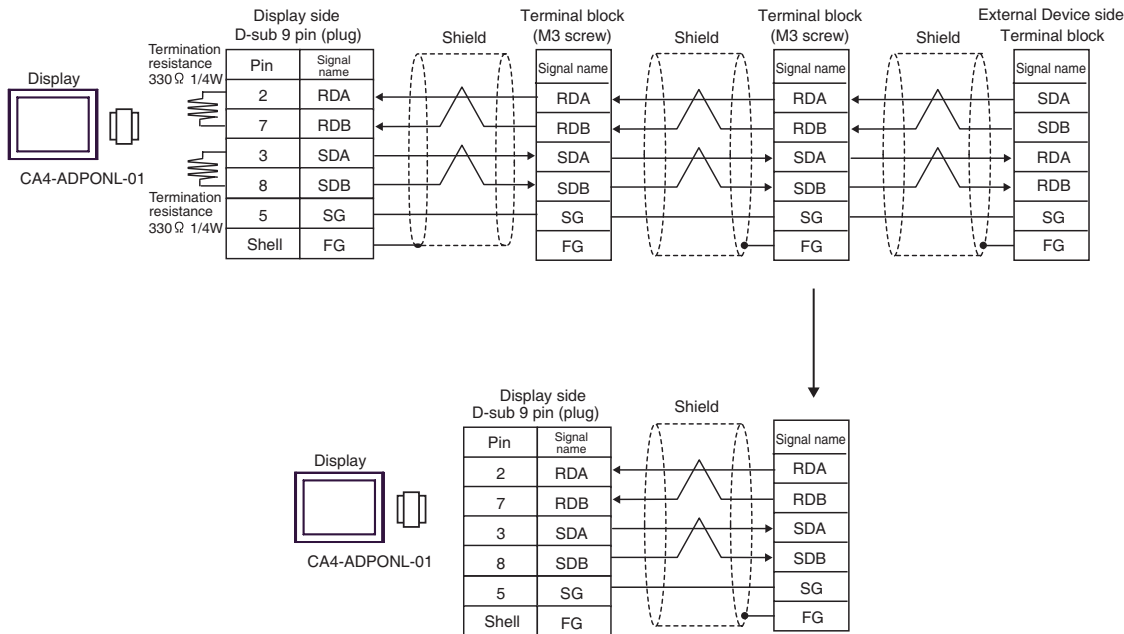 Display side
D-sub 9 pin (plug)
Shield
Terminal block
(M3 screw)
Shield
Terminal block
(M3 screw)
Shield
External Device side
Terminal block
Termination
resistance
330Ω 1/4W
Display
CA4-ADPONL-01
Termination
resistance
330Ω 1/4W
Pin Signal name
2 RDA
7 RDB
3 SDA
8 SDB
5 SG
Shell FG
Signal name
RDA
RDB
SDA
SDB
SG
FG
Signal name
RDA
RDB
SDA
SDB
SG
FG
Signal name
SDA
SDB
RDA
RDB
SG
FG
Display side
D-sub 9 pin (plug)
Shield
Display
CA4-ADPONL-01
Pin Signal name
2 RDA
7 RDB
3 SDA
8 SDB
5 SG
Shell FG
Signal name
RDA
RDB
SDA
SDB
SG
FG